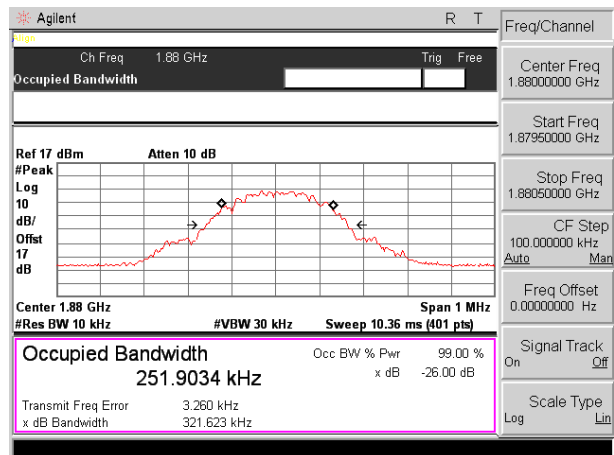 Agilent R T
Align
Ch Freq 1.88 GHz Trig Free
Occupied Bandwidth
Ref 17 dBm Atten 10 dB
#Peak
Log
10
dB/
Offst
17
dB
Center 1.88 GHz Span 1 MHz
#Res BW 10 kHz #VBW 30 kHz Sweep 10.36 ms (401 pts)
Occupied Bandwidth Occ BW % Pwr 99.00 %
251.9034 kHz x dB -26.00 dB
Transmit Freq Error 3.260 kHz
x dB Bandwidth 321.623 kHz
Freq/Channel
Center Freq
1.88000000 GHz
Start Freq
1.87950000 GHz
Stop Freq
1.88050000 GHz
CF Step
100.000000 kHz
Auto Man
Freq Offset
0.00000000 Hz
Signal Track
On Off
Scale Type
Log Lin